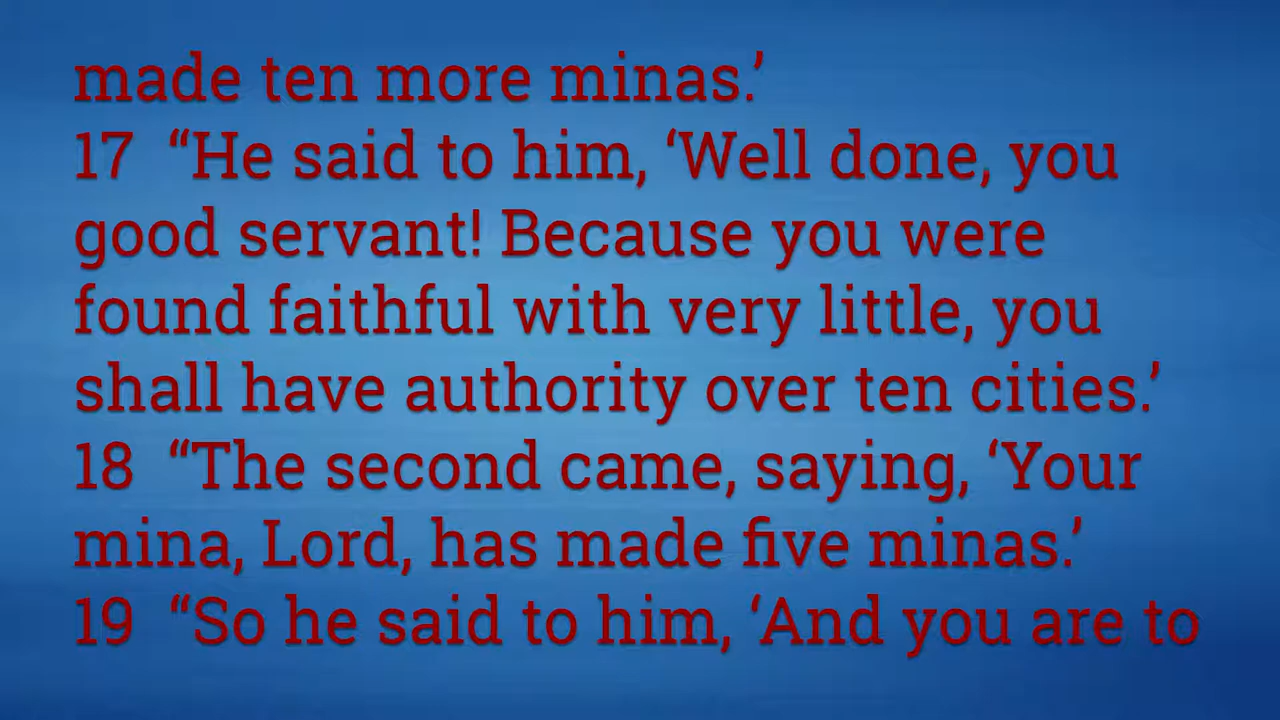 made ten more minas.’
17 “He said to him, ‘Well done, you
good servant! Because you were
found faithful with very little, you
shall have authority over ten cities.’
18 “The second came, saying, ‘Your
mina, Lord, has made five minas.’
19 “So he said to him, ‘And you are to